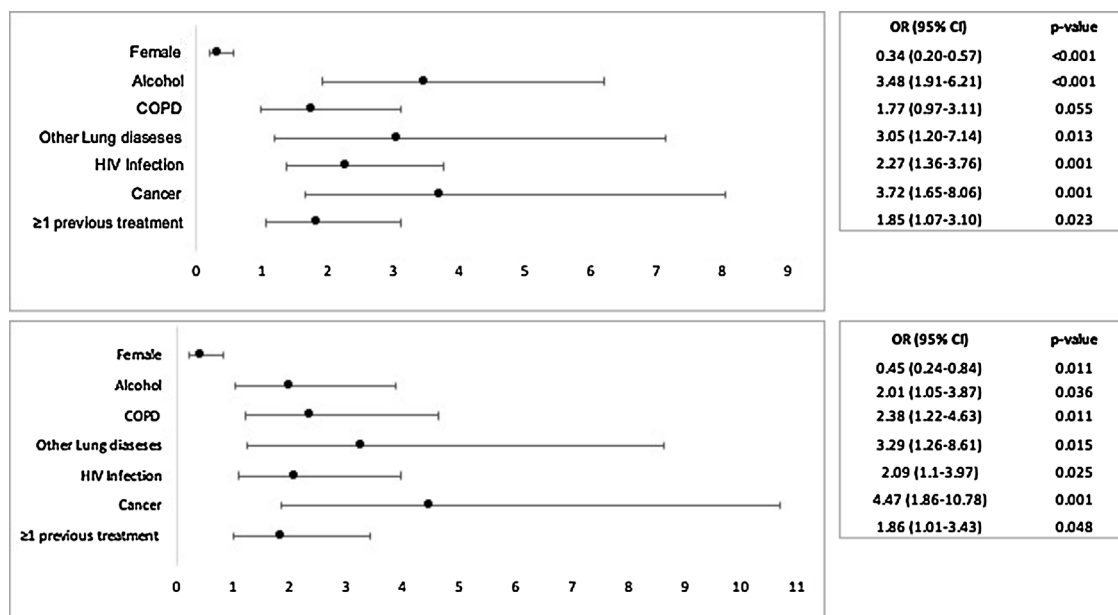 OR (95% CI) p-value
Female 0.34 (0.20-0.57) <0.001
Alcohol 3.48 (1.91-6.21) <0.001
COPD 1.77 (0.97-3.11) 0.055
Other Lung diaseses 3.05 (1.20-7.14) 0.013
HIV Infection 2.27 (1.36-3.76) 0.001
Cancer 3.72 (1.65-8.06) 0.001
≥1 previous treatment 1.85 (1.07-3.10) 0.023
0 1 2 3 4 5 6 7 8 9
OR (95% CI) p-value
Female 0.45 (0.24-0.84) 0.011
Alcohol 2.01 (1.05-3.87) 0.036
COPD 2.38 (1.22-4.63) 0.011
Other Lung diaseses 3.29 (1.26-8.61) 0.015
HIV Infection 2.09 (1.1-3.97) 0.025
Cancer 4.47 (1.86-10.78) 0.001
≥1 previous treatment 1.86 (1.01-3.43) 0.048
0 1 2 3 4 5 6 7 8 9 10 11